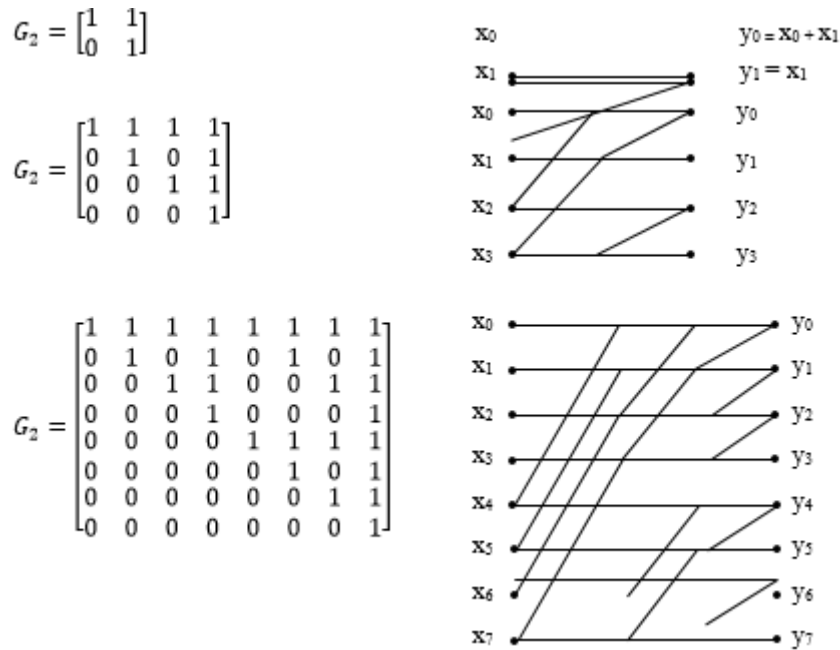 G₂ = [1 1
0 1]
x₀ y₀ = x₀ + x₁
x₁ y₁ = x₁
G₂ = [1 1 1 1
0 1 0 1
0 0 1 1
0 0 0 1]
x₀ y₀
x₁ y₁
x₂ y₂
x₃ y₃
G₂ = [1 1 1 1 1 1 1 1
0 1 0 1 0 1 0 1
0 0 1 1 0 0 1 1
0 0 0 1 0 0 0 1
0 0 0 0 1 1 1 1
0 0 0 0 0 1 0 1
0 0 0 0 0 0 1 1
0 0 0 0 0 0 0 1]
x₀ y₀
x₁ y₁
x₂ y₂
x₃ y₃
x₄ y₄
x₅ y₅
x₆ y₆
x₇ y₇